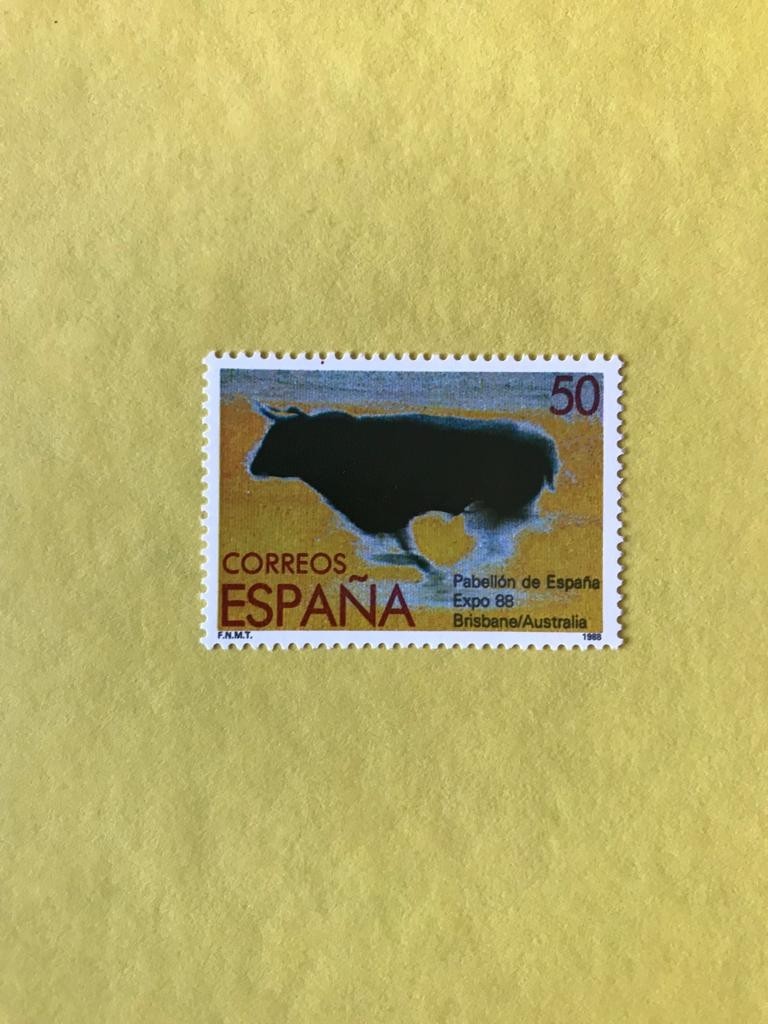 50
CORREOS
ESPAÑA
Pabellón de España
Expo 88
Brisbane/Australia
F.N.M.T.
1988